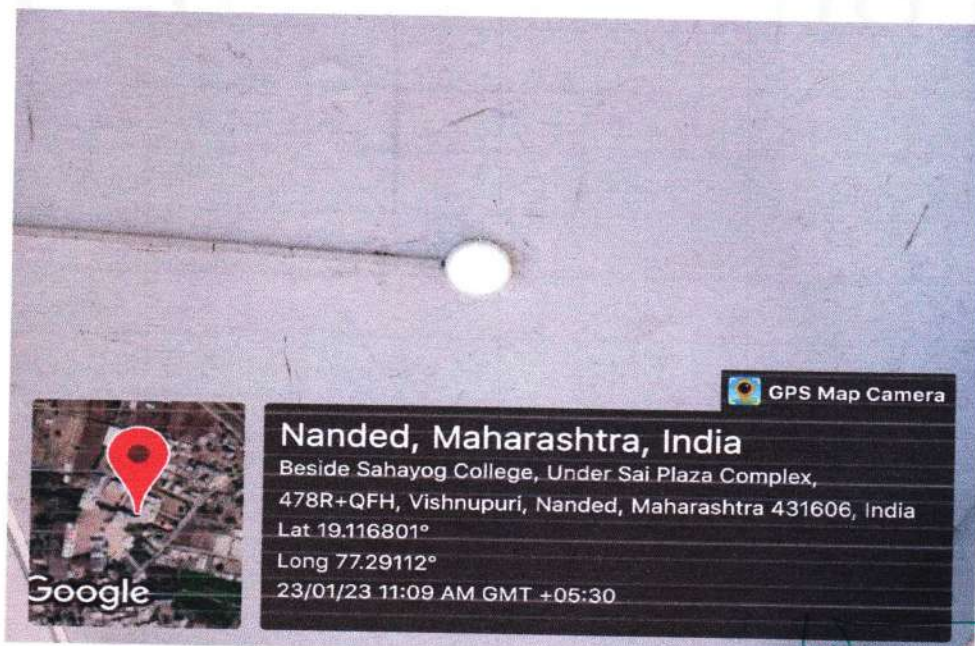 GPS Map Camera
Nanded, Maharashtra, India
Beside Sahayog College, Under Sai Plaza Complex,
478R+QFH, Vishnupuri, Nanded, Maharashtra 431606, India
Lat 19.116801°
Long 77.29112°
23/01/23 11:09 AM GMT +05:30
Google